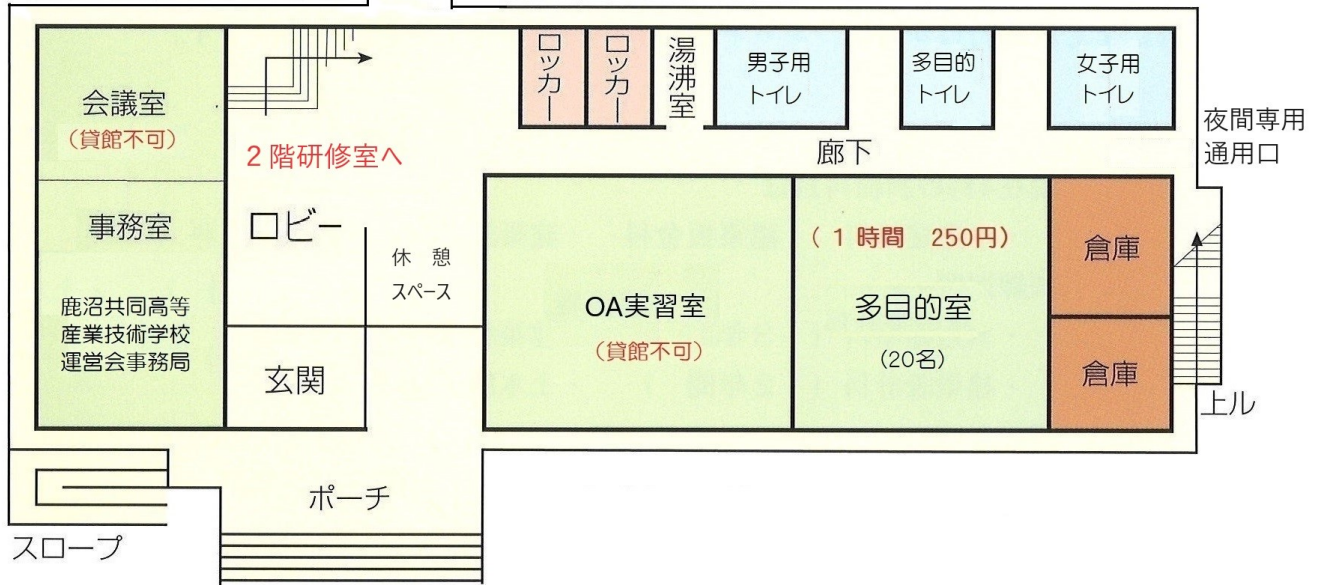 会議室
(貸館不可)
事務室
鹿沼共同高等
産業技術学校
運営会事務局
2階研修室へ
ロビー
休 憩
スペース
玄関
ロッカー
ロッカー
湯沸室
男子用
トイレ
多目的
トイレ
女子用
トイレ
廊下
夜間専用
通用口
OA実習室
(貸館不可)
(1時間 250円)
多目的室
(20名)
倉庫
倉庫
上ル
ポーチ
スロープ